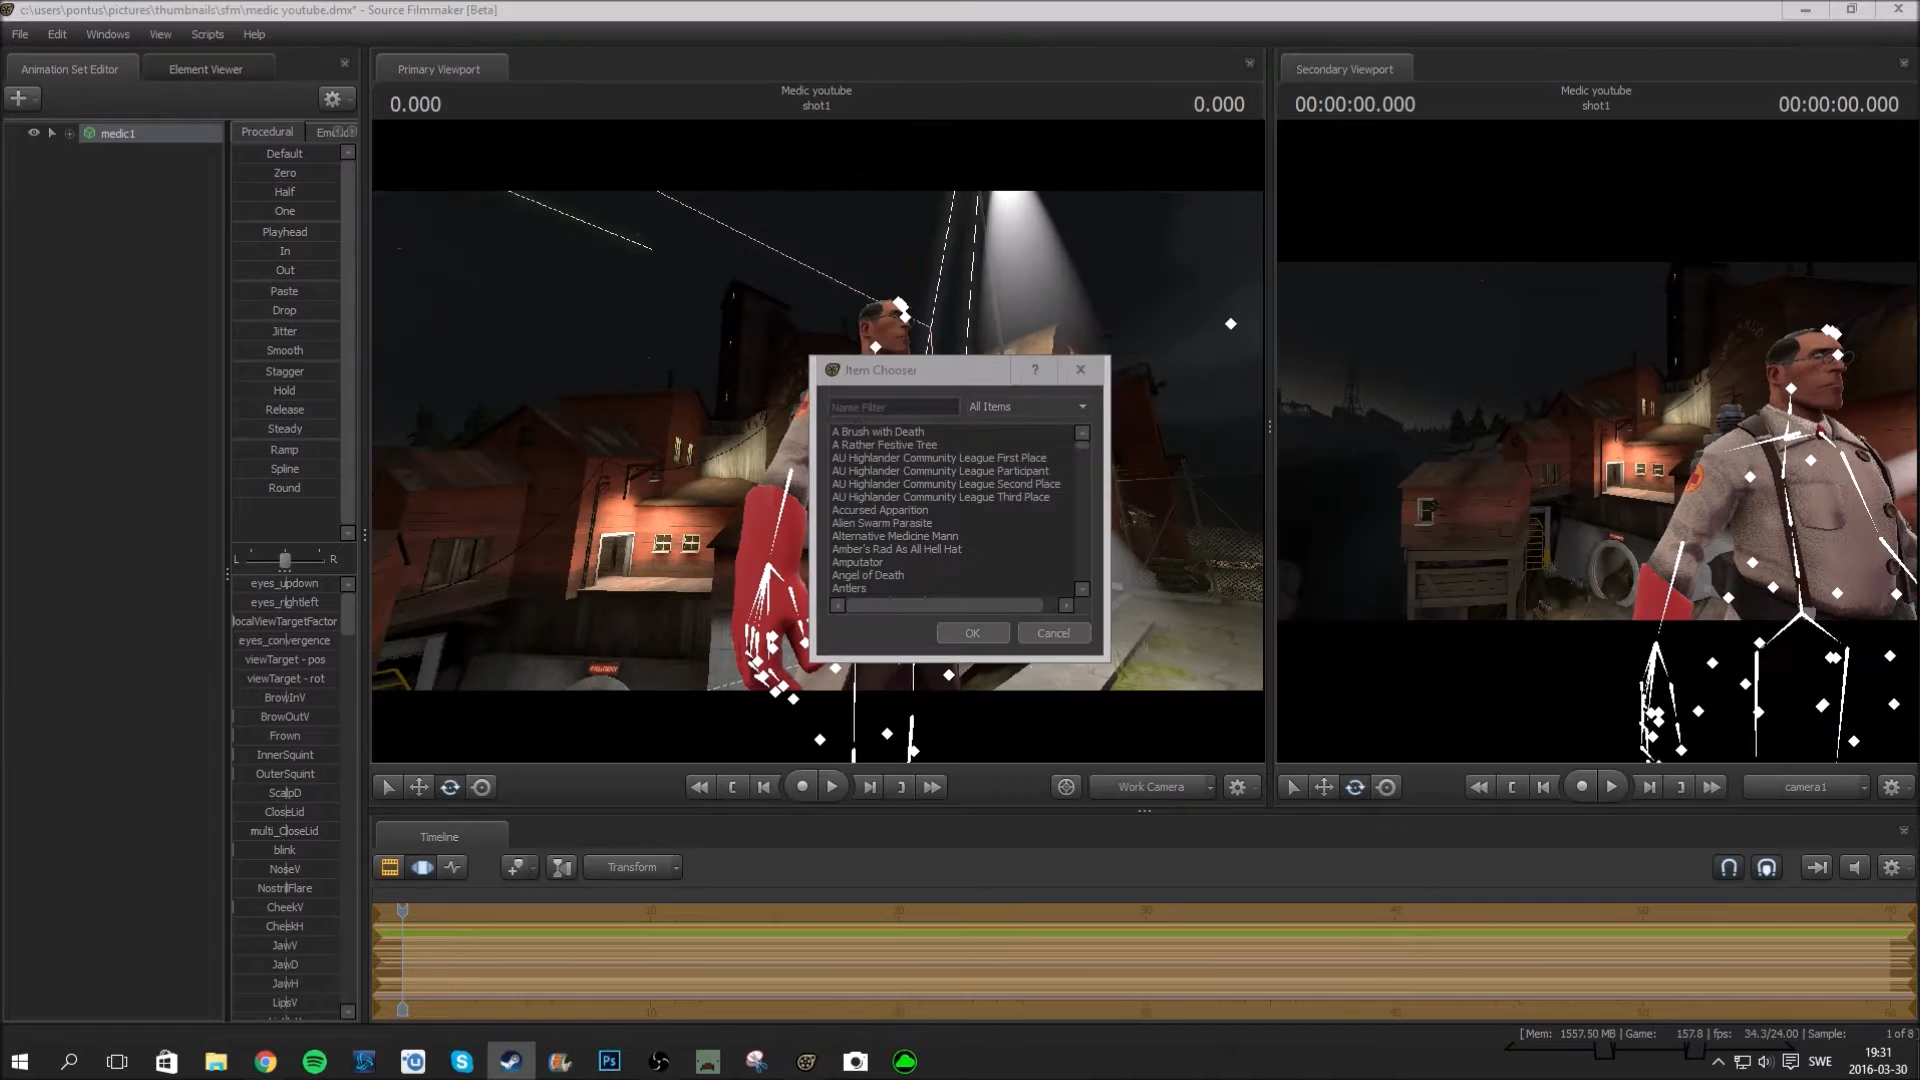 c:\users\pontus\pictures\thumbnails\sfm\medic youtube.dmx* - Source Filmmaker [Beta]
File Edit Windows View Scripts Help
Animation Set Editor Element Viewer
medic1
Procedural
Default
Zero
Half
One
Playhead
In
Out
Paste
Drop
Jitter
Smooth
Stagger
Hold
Release
Steady
Ramp
Spline
Round
L R
eyes_updown
eyes_rightleft
localViewTargetFactor
eyes_convergence
viewTarget - pos
viewTarget - rot
BrowInV
BrowOutV
Frown
InnerSquint
OuterSquint
ScalpD
CloseLid
multi_CloseLid
blink
NoseV
NostrilFlare
CheekV
CheekH
JawV
JawD
JawH
LipsV
Primary Viewport
0.000 Medic youtube 0.000
shot1
Item Chooser ?
Name Filter All Items
A Brush with Death
A Rather Festive Tree
AU Highlander Community League First Place
AU Highlander Community League Participant
AU Highlander Community League Second Place
AU Highlander Community League Third Place
Accursed Apparition
Alien Swarm Parasite
Alternative Medicine Mann
Amber's Rad As All Hell Hat
Amputator
Angel of Death
Antlers
OK Cancel
Work Camera
Secondary Viewport
00:00:00.000 Medic youtube 00:00:00.000
shot1
camera1
Timeline
Transform
10 20 30 40 50 60
10
[ Mem: 1557.50 MB | Game: 157.8 | fps: 34.3/24.00 | Sample: 1 of 8
Ps
SWE
19:31
2016-03-30